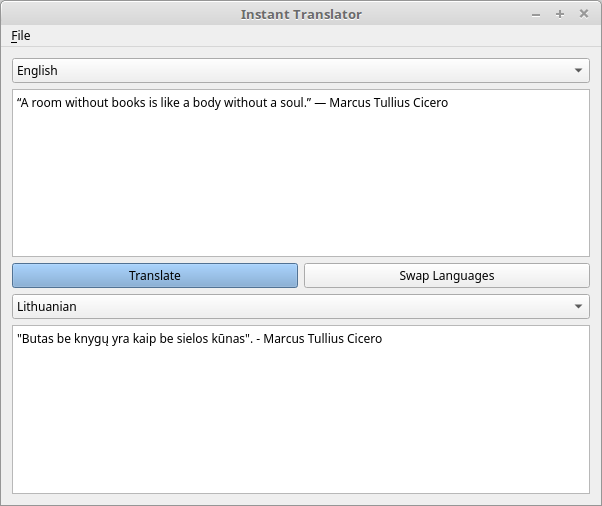 Instant Translator
File
English
“A room without books is like a body without a soul.” — Marcus Tullius Cicero
Translate
Swap Languages
Lithuanian
"Butas be knygų yra kaip be sielos kūnas". - Marcus Tullius Cicero